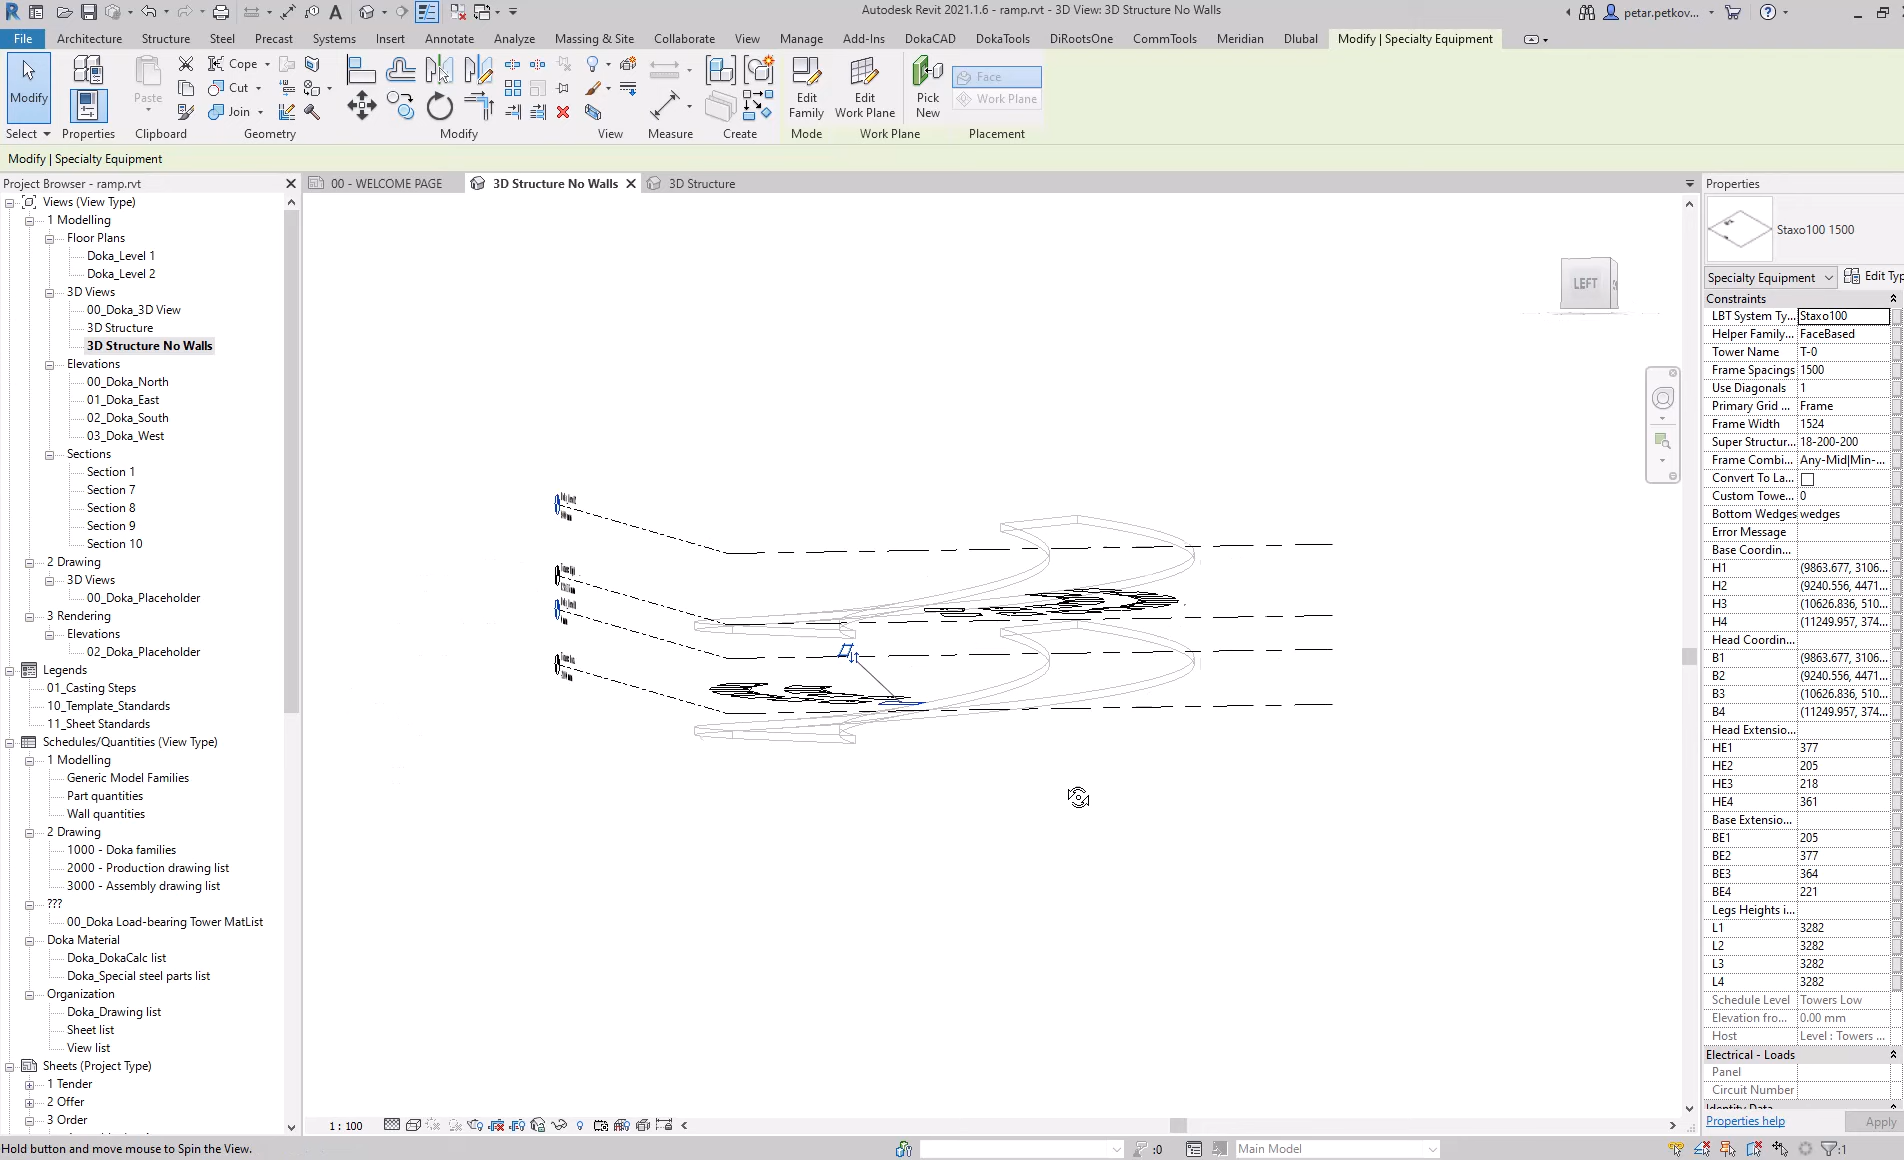 Autodesk Revit 2021.1.6 - ramp.rvt - 3D View: 3D Structure No Walls
petar.petkov...
File Architecture Structure Steel Precast Systems Insert Annotate Analyze Massing & Site Collaborate View Manage Add-Ins DokaCAD DokaTools DiRootsOne CommTools Meridian Dlubal Modify | Specialty Equipment
Modify
Paste
Cope
Cut
Join
Edit Family
Edit Work Plane
Pick New
Face
Work Plane
Select Properties Clipboard Geometry Modify View Measure Create Mode Work Plane Placement
Modify | Specialty Equipment
Project Browser - ramp.rvt
00 - WELCOME PAGE
3D Structure No Walls
3D Structure
Properties
Views (View Type)
1 Modelling
Floor Plans
Doka_Level 1
Doka_Level 2
3D Views
00_Doka_3D View
3D Structure
3D Structure No Walls
Elevations
00_Doka_North
01_Doka_East
02_Doka_South
03_Doka_West
Sections
Section 1
Section 7
Section 8
Section 9
Section 10
2 Drawing
3D Views
00_Doka_Placeholder
3 Rendering
Elevations
02_Doka_Placeholder
Legends
01_Casting Steps
10_Template_Standards
11_Sheet Standards
Schedules/Quantities (View Type)
1 Modelling
Generic Model Families
Part quantities
Wall quantities
2 Drawing
1000 - Doka families
2000 - Production drawing list
3000 - Assembly drawing list
???
00_Doka Load-bearing Tower MatList
Doka Material
Doka_DokaCalc list
Doka_Special steel parts list
Organization
Doka_Drawing list
Sheet list
View list
Sheets (Project Type)
1 Tender
2 Offer
3 Order
LEFT
Staxo100 1500
Specialty Equipment
Edit Typ
Constraints
LBT System Ty... Staxo100
Helper Family... FaceBased
Tower Name T-0
Frame Spacings 1500
Use Diagonals 1
Primary Grid ... Frame
Frame Width 1524
Super Structur... 18-200-200
Frame Combi... Any-Mid|Min-...
Convert To La...
Custom Towe... 0
Bottom Wedges wedges
Error Message
Base Coordin...
H1 (9863.677, 3106...
H2 (9240.556, 4471...
H3 (10626.836, 510...
H4 (11249.957, 374...
Head Coordin...
B1 (9863.677, 3106...
B2 (9240.556, 4471...
B3 (10626.836, 510...
B4 (11249.957, 374...
Head Extensio...
HE1 377
HE2 205
HE3 218
HE4 361
Base Extensio...
BE1 205
BE2 377
BE3 364
BE4 221
Legs Heights i...
L1 3282
L2 3282
L3 3282
L4 3282
Schedule Level Towers Low
Elevation fro... 0.00 mm
Host Level : Towers ...
Electrical - Loads
Panel
Circuit Number
Identity Data
Properties help
Apply
1 : 100
Hold button and move mouse to Spin the View.
:0
Main Model
:1